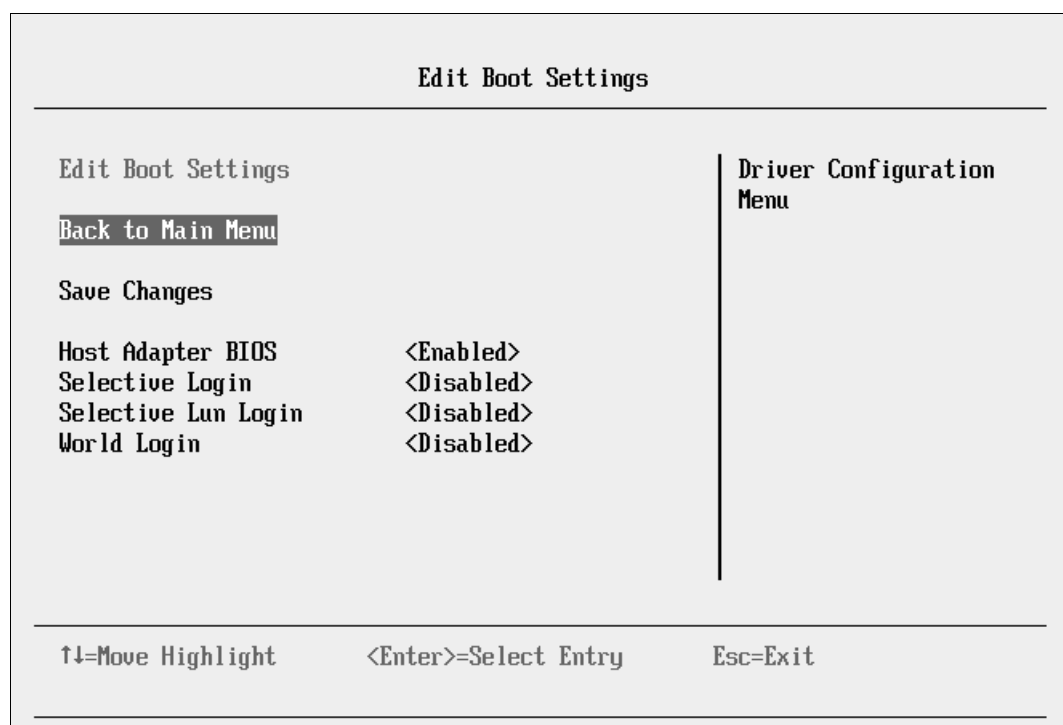 Edit Boot Settings
Edit Boot Settings
Back to Main Menu
Save Changes
Host Adapter BIOS <Enabled>
Selective Login <Disabled>
Selective Lun Login <Disabled>
World Login <Disabled>
Driver Configuration
Menu
↑↓=Move Highlight <Enter>=Select Entry Esc=Exit